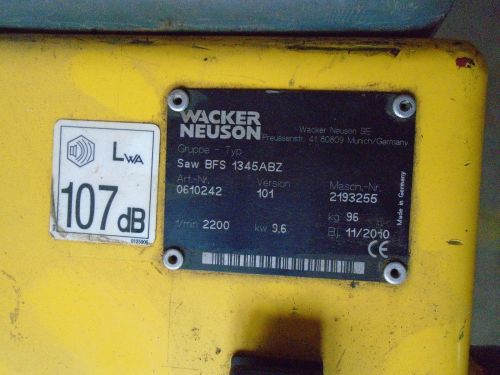 WACKER
NEUSON
Wacker Neuson SE
Preussenstr. 41 80809 Munich/Germany
Gruppe - Typ
Saw BFS 1345ABZ
Art.-Nr. Version Masch.-Nr.
0610242 101 2193255
kg 96
1/min 2200 kW 9.6 Bj. 11/2010
CE
Made in Germany
LWA
107dB